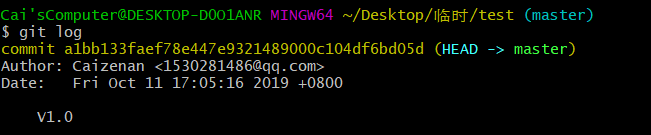 Cai'sComputer@DESKTOP-D0O1ANR MINGW64 ~/Desktop/临时/test (master)
$ git log
commit a1bb133faef78e447e9321489000c104df6bd05d (HEAD -> master)
Author: Caizenan <1530281486@qq.com>
Date:   Fri Oct 11 17:05:16 2019 +0800
    V1.0